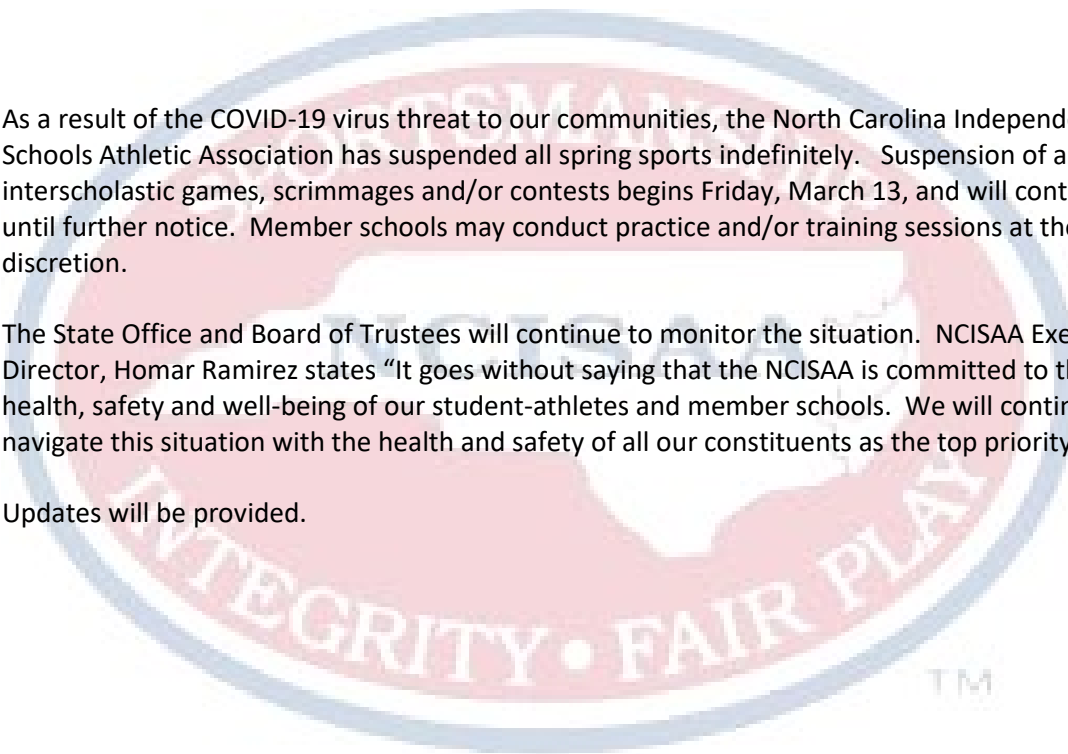 SPORTSMANSHIP
As a result of the COVID-19 virus threat to our communities, the North Carolina
Schools Athletic Association has suspended all spring sports indefinitely. Suspension of
interscholastic games, scrimmages and/or contests begins Friday, March 13, and will
until further notice. Member schools may conduct practice and/or training sessions at
discretion.
The State Office and Board of Trustees will continue to monitor the situation. NCISAA
Director, Homar Ramirez states “It goes without saying that the NCISAA is committed to
health, safety and well-being of our student-athletes and member schools. We will
navigate this situation with the health and safety of all our constituents as the top priority
Updates will be provided.
NCISAA
INTEGRITY • FAIR PLAY
TM